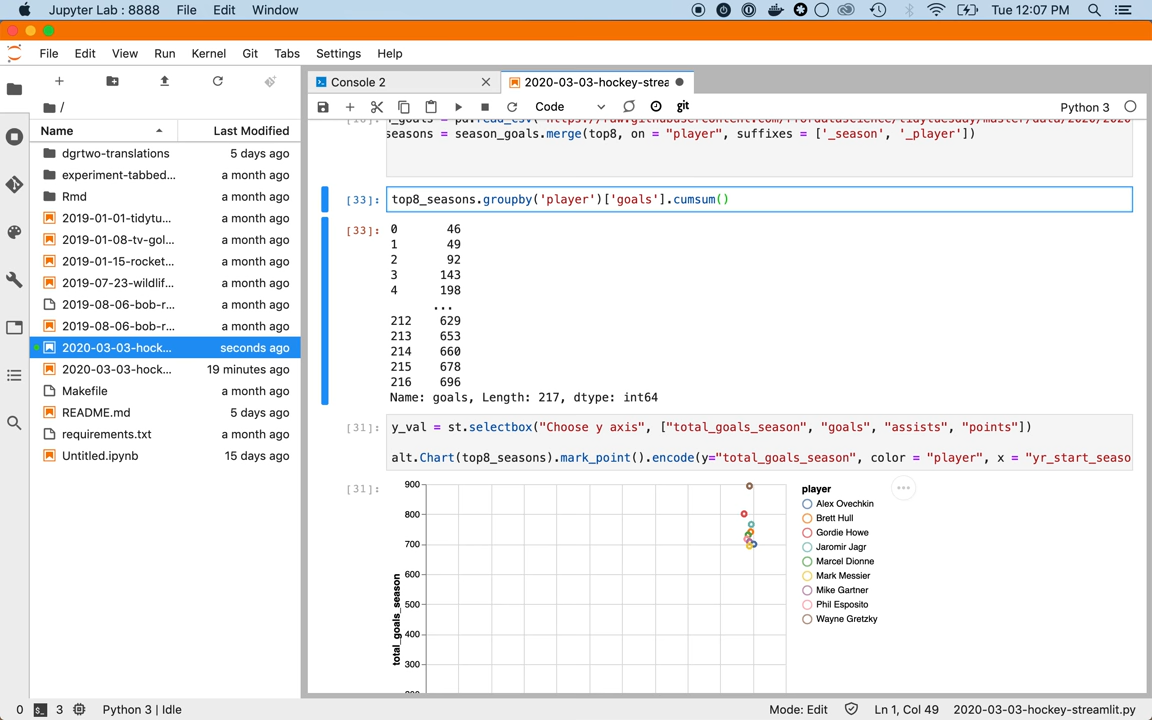 Jupyter Lab : 8888 File Edit Window Tue 12:07 PM
File Edit View Run Kernel Git Tabs Settings Help
Console 2
2020-03-03-hockey-strea
/
Code
git
Python 3
Name Last Modified
dgrtwo-translations 5 days ago
experiment-tabbed... a month ago
Rmd a month ago
2019-01-01-tidytu... a month ago
2019-01-08-tv-gol... a month ago
2019-01-15-rocket... a month ago
2019-07-23-wildlif... a month ago
2019-08-06-bob-r... a month ago
2019-08-06-bob-r... a month ago
2020-03-03-hock... seconds ago
2020-03-03-hock... 19 minutes ago
Makefile a month ago
README.md 5 days ago
requirements.txt a month ago
Untitled.ipynb 15 days ago
seasons = season_goals.merge(top8, on = "player", suffixes = ['_season', '_player'])
[33]: top8_seasons.groupby('player')['goals'].cumsum()
[33]: 0 46
1 49
2 92
3 143
4 198
...
212 629
213 653
214 660
215 678
216 696
Name: goals, Length: 217, dtype: int64
[31]: y_val = st.selectbox("Choose y axis", ["total_goals_season", "goals", "assists", "points"])
alt.Chart(top8_seasons).mark_point().encode(y="total_goals_season", color = "player", x = "yr_start_seaso
[31]:
900
800
700
600
500
400
300
total_goals_season
player
Alex Ovechkin
Brett Hull
Gordie Howe
Jaromir Jagr
Marcel Dionne
Mark Messier
Mike Gartner
Phil Esposito
Wayne Gretzky
0 3 Python 3 | Idle Mode: Edit Ln 1, Col 49 2020-03-03-hockey-streamlit.py